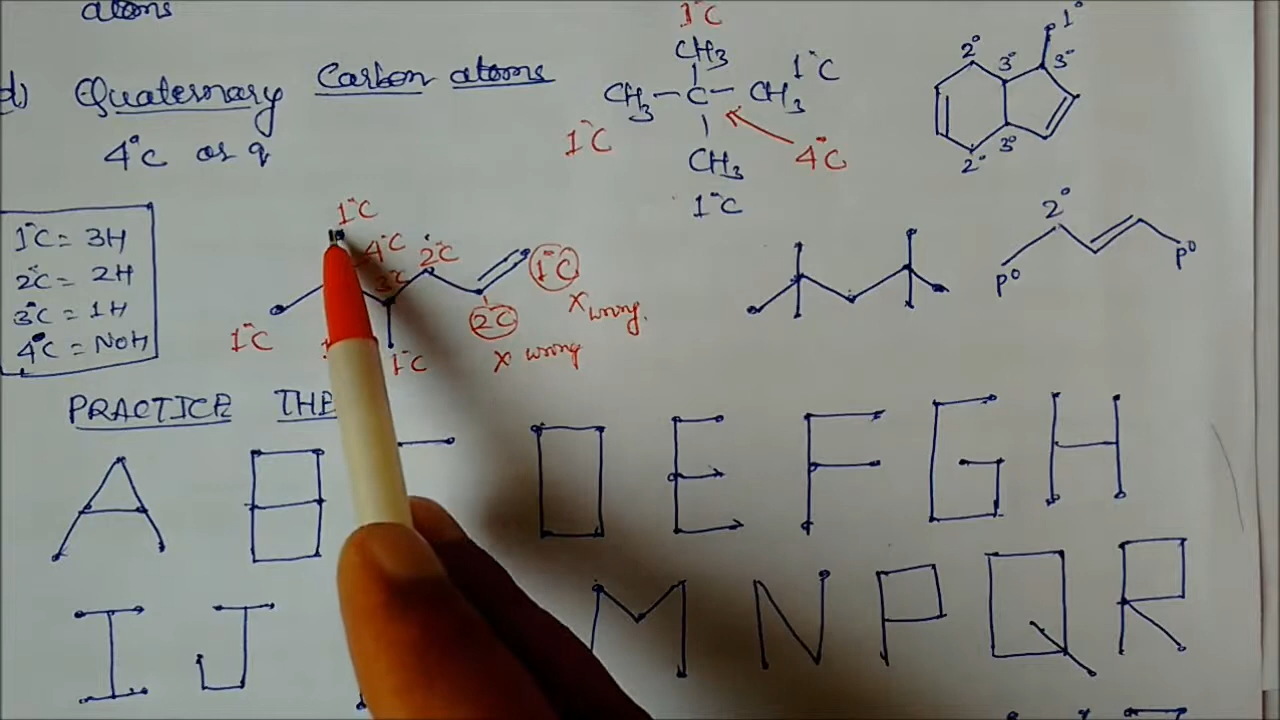 atoms
d) Quaternary Carbon atoms
4°C or q
1°C
CH3
CH3 - C - CH3 1°C
1°C
4°C
CH3
1°C
1°
2° 3° 3°
2° 3°
1°C = 3H
2°C = 2H
3°C = 1H
4°C = NOH
1°C
4°C 2°C
3°C 1°C
X wrong.
1°C 2C
1°C X wrong
2°
p° p°
PRACTICE THE
A B D E F G H
I J M N P Q R